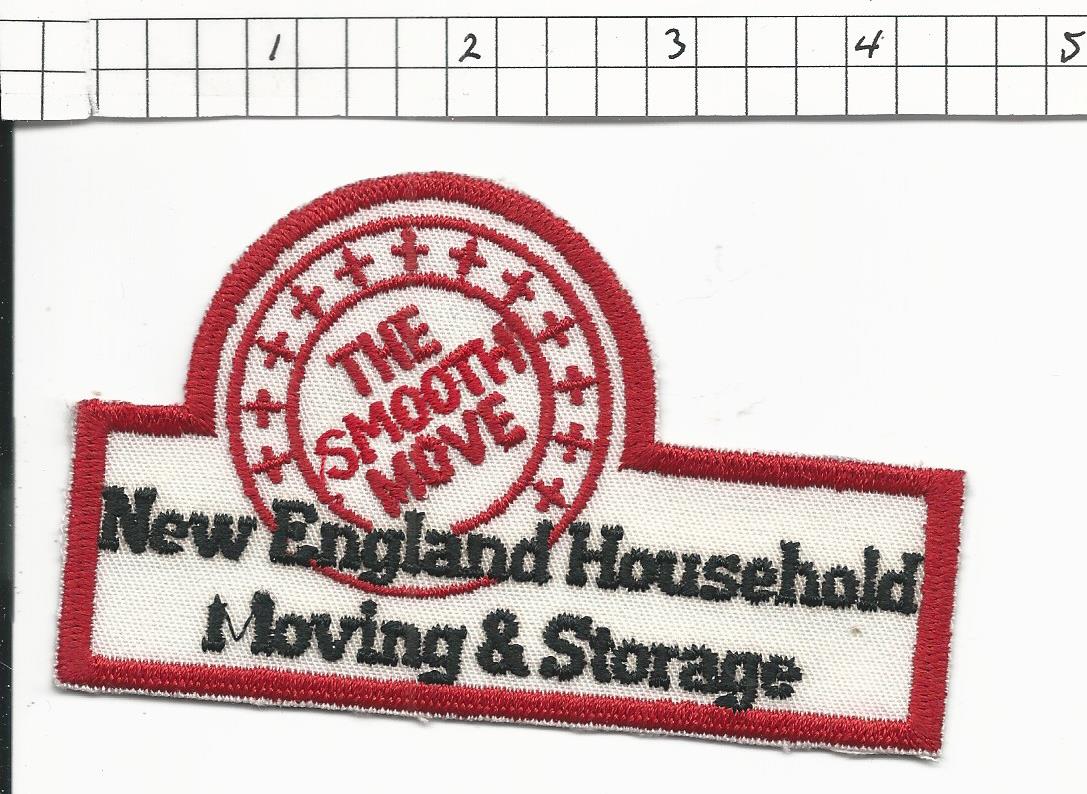 1 2 3 4 5
THE
SMOOTH
MOVE
New England Household
Moving & Storage